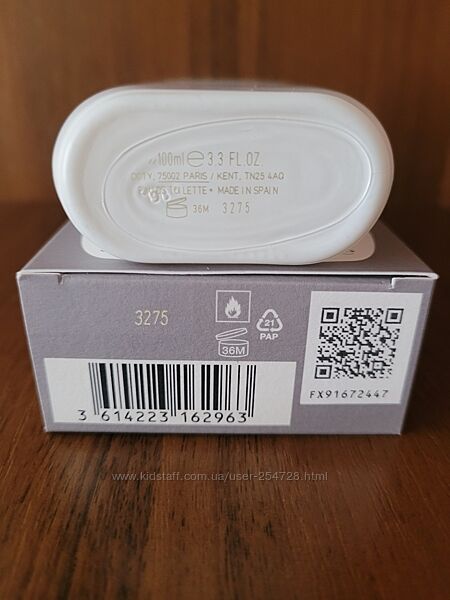 100ml ℮ 3.3 FL.OZ.
COTY, 75002 PARIS / KENT, TN25 4AQ
EAU DE TOILETTE • MADE IN SPAIN
36M 3275
3275
36M
21
PAP
FX91672447
3 614223 162963
www.kidstaff.com.ua/user-254728.html